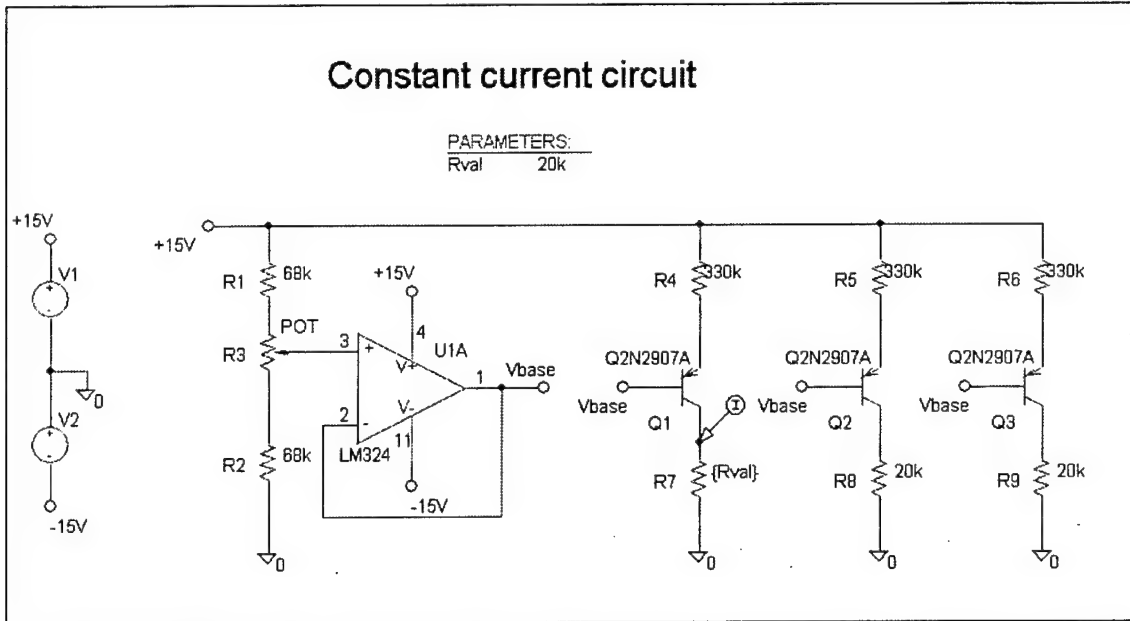 Constant current circuit
PARAMETERS:
Rval 20k
+15V
V1
0
V2
-15V
+15V
R1 68k
R3 POT
R2 68k
0
+15V
3 + 4 V+ U1A
1 Vbase
2 - V- 11
LM324
-15V
R4 330k
Q2N2907A
Vbase
Q1
I
R7 {Rval}
0
R5 330k
Q2N2907A
Vbase
Q2
R8 20k
0
R6 330k
Q2N2907A
Vbase
Q3
R9 20k
0